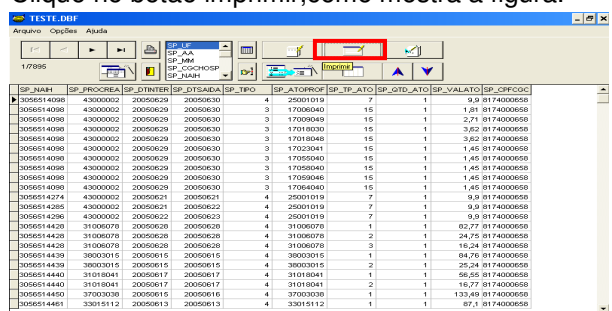 Clique no botão imprimir,como mostra a figura:
TESTE.DBF
Arquivo Opções Ajuda
SP_UF
SP_AA
SP_MM
SP_CGCHOSP
SP_NAIH
1/7895
Imprimir
SP_NAIH SP_PROCREA SP_DTINTER SP_DTSAIDA SP_TIPO SP_ATOPROF SP_TP_ATO SP_QTD_ATO SP_VALATO SP_CPFCGC
3056514098 43000002 20050629 20050630 4 25001019 7 1 9,9 8174000658
3056514098 43000002 20050629 20050630 3 17006040 15 1 1,81 8174000658
3056514098 43000002 20050629 20050630 3 17009049 15 1 2,71 8174000658
3056514098 43000002 20050629 20050630 3 17018030 15 1 3,62 8174000658
3056514098 43000002 20050629 20050630 3 17018048 15 1 3,62 8174000658
3056514098 43000002 20050629 20050630 3 17023041 15 1 1,45 8174000658
3056514098 43000002 20050629 20050630 3 17055040 15 1 1,45 8174000658
3056514098 43000002 20050629 20050630 3 17058040 15 1 1,45 8174000658
3056514098 43000002 20050629 20050630 3 17059046 15 1 1,45 8174000658
3056514098 43000002 20050629 20050630 3 17064040 15 1 1,45 8174000658
3056514274 43000002 20050621 20050621 4 25001019 7 1 9,9 8174000658
3056514285 43000002 20050621 20050622 4 25001019 7 1 9,9 8174000658
3056514296 43000002 20050622 20050623 4 25001019 7 1 9,9 8174000658
3056514428 31006078 20050628 20050628 4 31006078 1 1 82,77 8174000658
3056514428 31006078 20050628 20050628 4 31006078 2 1 24,75 8174000658
3056514428 31006078 20050628 20050628 4 31006078 3 1 16,24 8174000658
3056514439 38003015 20050615 20050615 4 38003015 1 1 84,76 8174000658
3056514439 38003015 20050615 20050615 4 38003015 2 1 25,24 8174000658
3056514440 31018041 20050617 20050617 4 31018041 1 1 56,55 8174000658
3056514440 31018041 20050617 20050617 4 31018041 2 1 16,77 8174000658
3056514450 37003038 20050615 20050616 4 37003038 1 1 133,49 8174000658
3056514461 33015112 20050613 20050613 4 33015112 1 1 87,1 8174000658